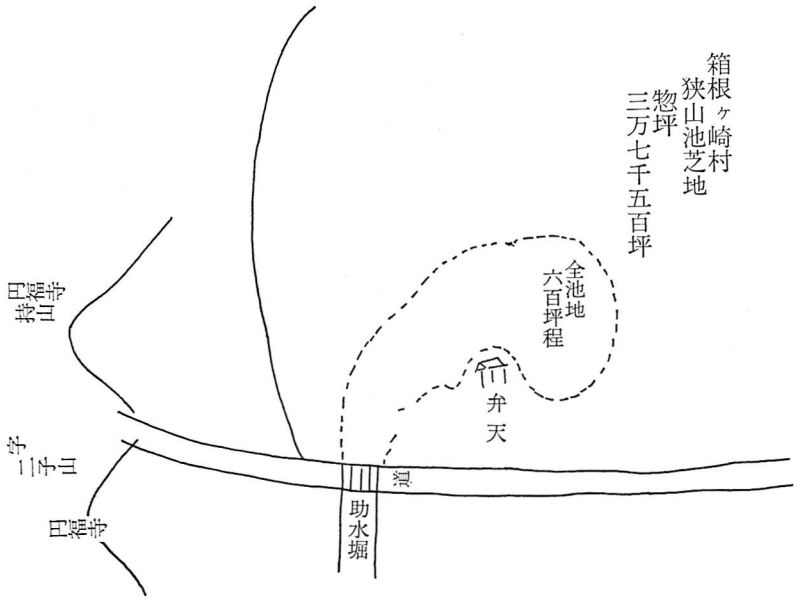 箱根ヶ崎村
狭山池芝地
惣坪
三万七千五百坪
全池地
六百坪程
弁天
道
助水堀
円福寺
持山
字
二子山
円福寺